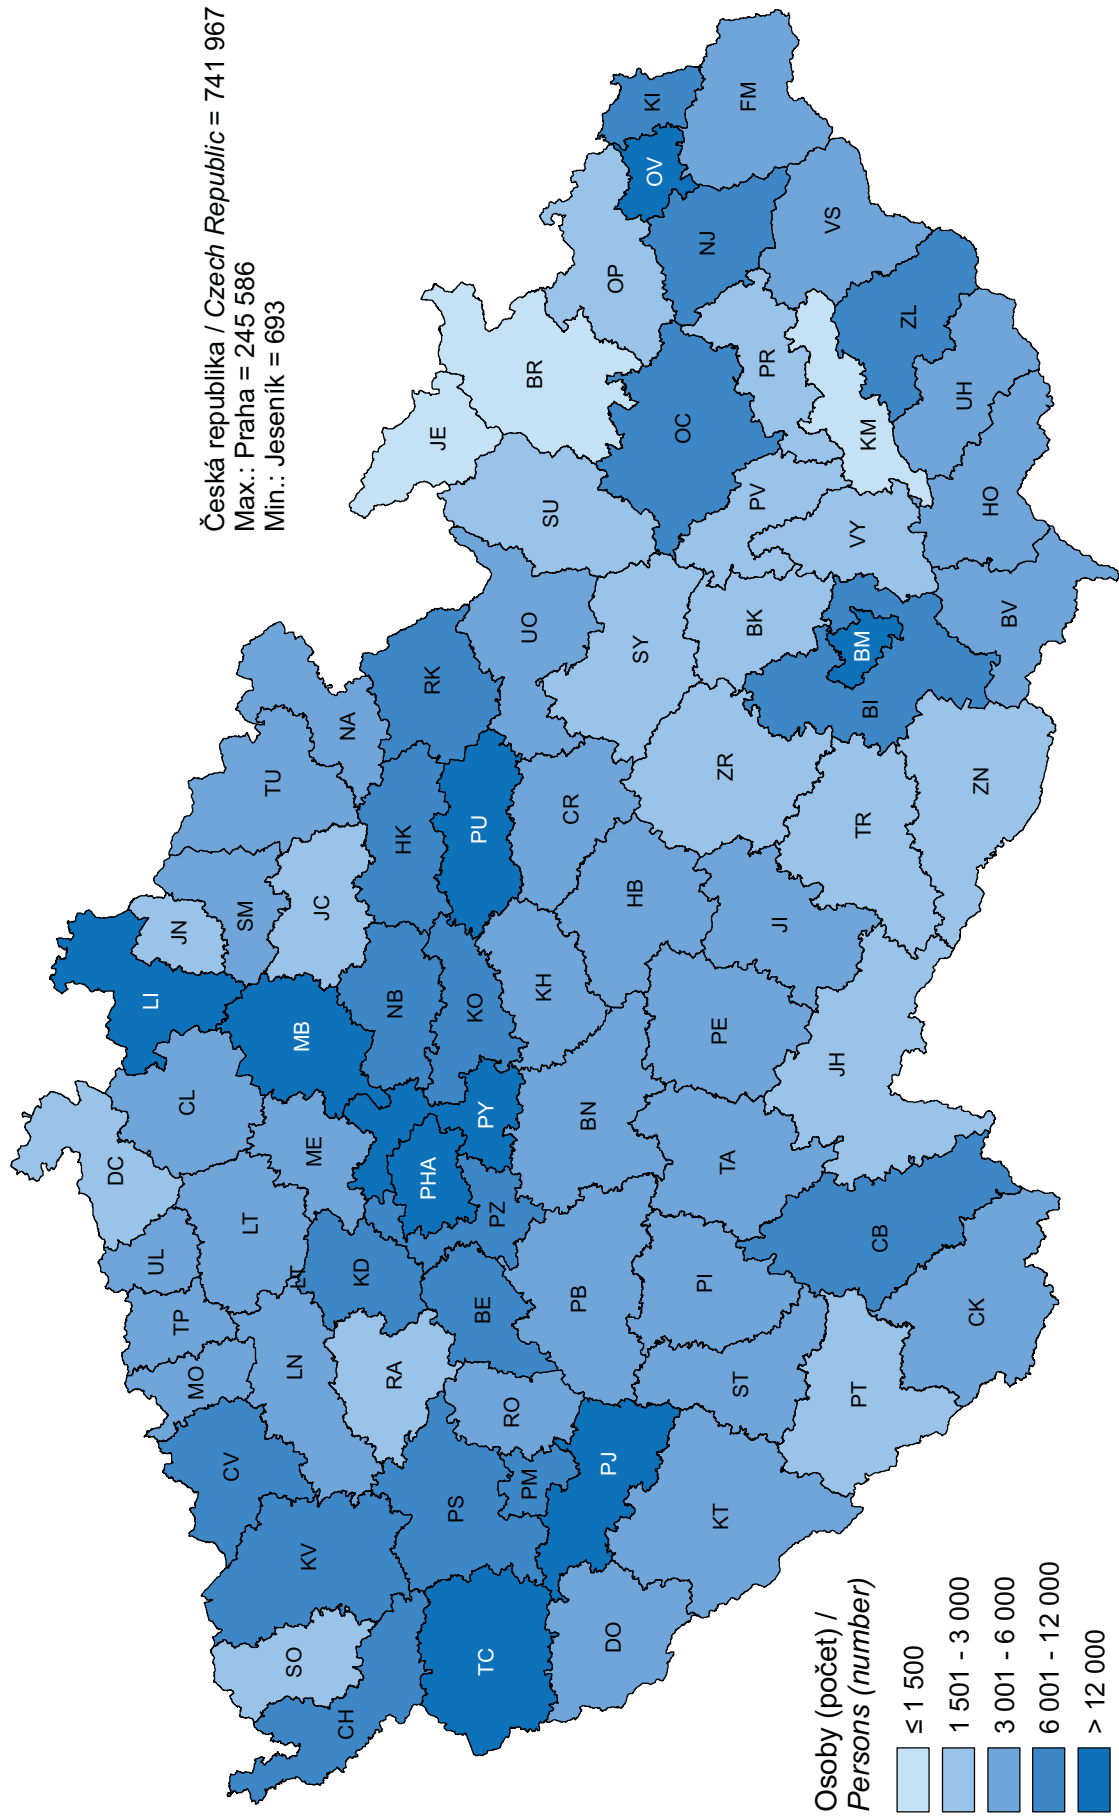 Česká republika / Czech Republic = 741 967
Max.: Praha = 245 586
Min.: Jeseník = 693
DC
LI
JN
UL
CL
TP
LT
MB
SM
TU
MO
ME
JC
NA
CV
LN
LT
KD
NB
HK
RK
JE
SO
KV
RA
PHA
KO
PU
UO
SU
BR
OP
KI
CH
PS
BE
PZ
PY
KH
CR
SY
OC
NJ
OV
FM
TC
PM
RO
PB
BN
HB
ZR
BK
PV
PR
VS
DO
PJ
PI
TA
PE
JI
BM
VY
KM
ZL
KT
ST
CB
JH
TR
BI
HO
UH
PT
CK
ZN
BV
Osoby (počet) /
Persons (number)
≤ 1 500
1 501 - 3 000
3 001 - 6 000
6 001 - 12 000
> 12 000